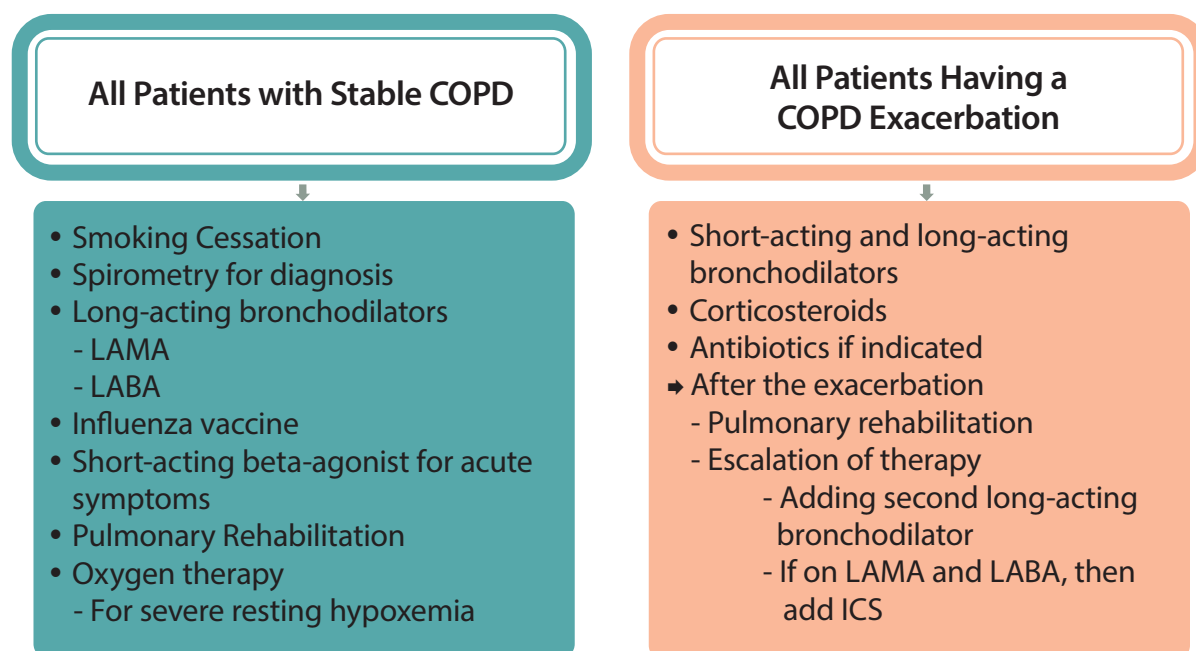 All Patients with Stable COPD
• Smoking Cessation
• Spirometry for diagnosis
• Long-acting bronchodilators
- LAMA
- LABA
• Influenza vaccine
• Short-acting beta-agonist for acute
symptoms
• Pulmonary Rehabilitation
• Oxygen therapy
- For severe resting hypoxemia
All Patients Having a
COPD Exacerbation
• Short-acting and long-acting
bronchodilators
• Corticosteroids
• Antibiotics if indicated
➡ After the exacerbation
- Pulmonary rehabilitation
- Escalation of therapy
- Adding second long-acting
bronchodilator
- If on LAMA and LABA, then
add ICS